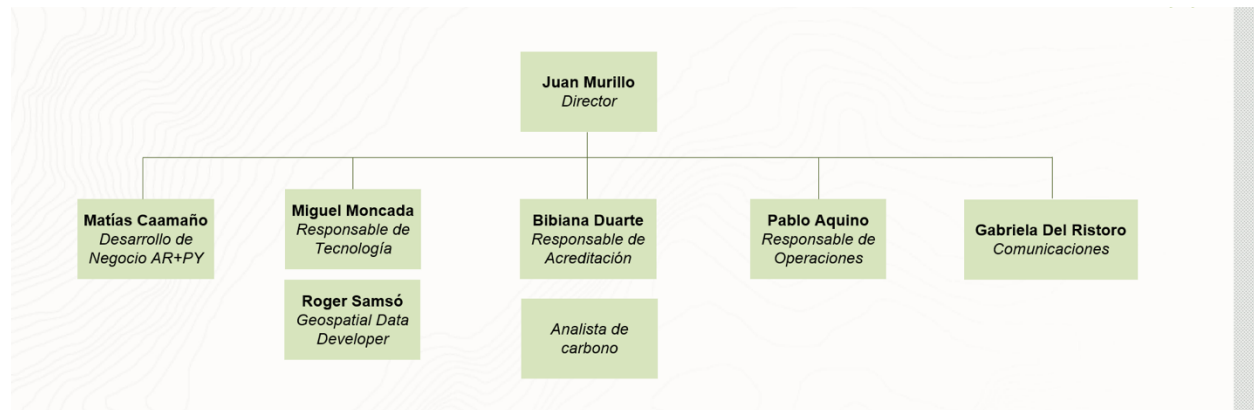 Juan Murillo
Director
Matías Caamaño
Desarrollo de
Negocio AR+PY
Miguel Moncada
Responsable de
Tecnología
Bibiana Duarte
Responsable de
Acreditación
Pablo Aquino
Responsable de
Operaciones
Gabriela Del Ristoro
Comunicaciones
Roger Samsó
Geospatial Data
Developer
Analista de
carbono